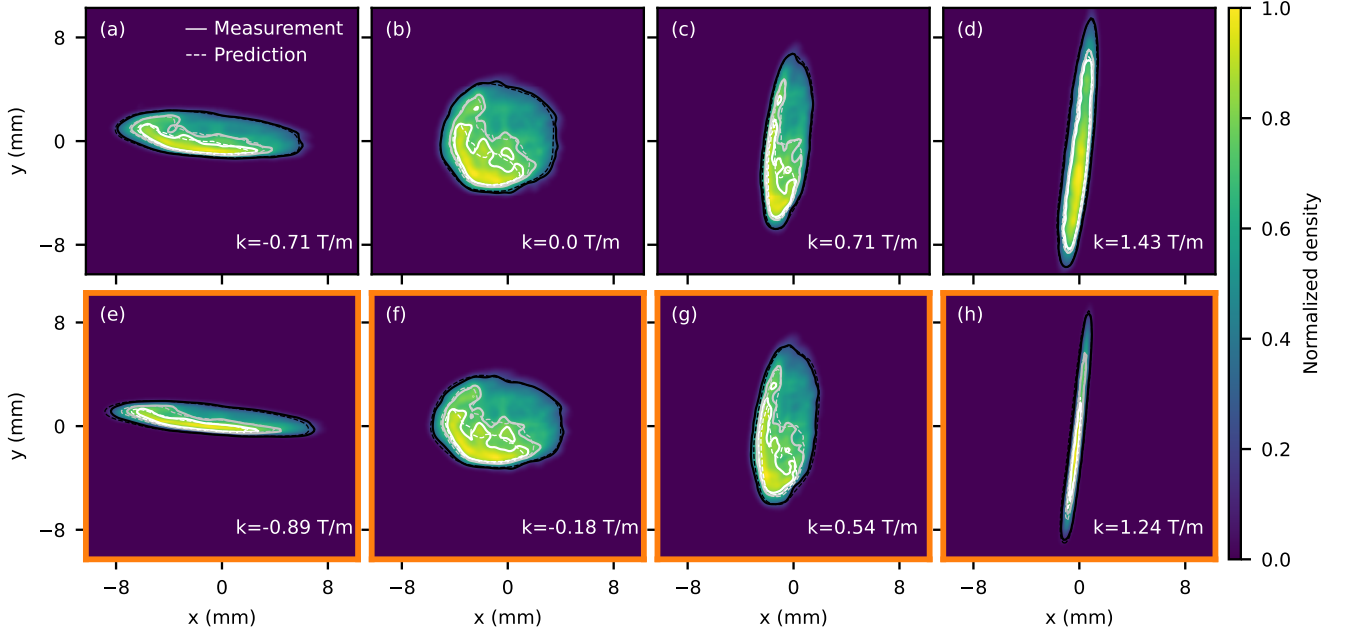 (a)
Measurement
Prediction
k=-0.71 T/m
(b)
k=0.0 T/m
(c)
k=0.71 T/m
(d)
k=1.43 T/m
8
0
−8
y (mm)
(e)
k=-0.89 T/m
(f)
k=-0.18 T/m
(g)
k=0.54 T/m
(h)
k=1.24 T/m
8
0
−8
y (mm)
−8 0 8
x (mm)
−8 0 8
x (mm)
−8 0 8
x (mm)
−8 0 8
x (mm)
1.0
0.8
0.6
0.4
0.2
0.0
Normalized density